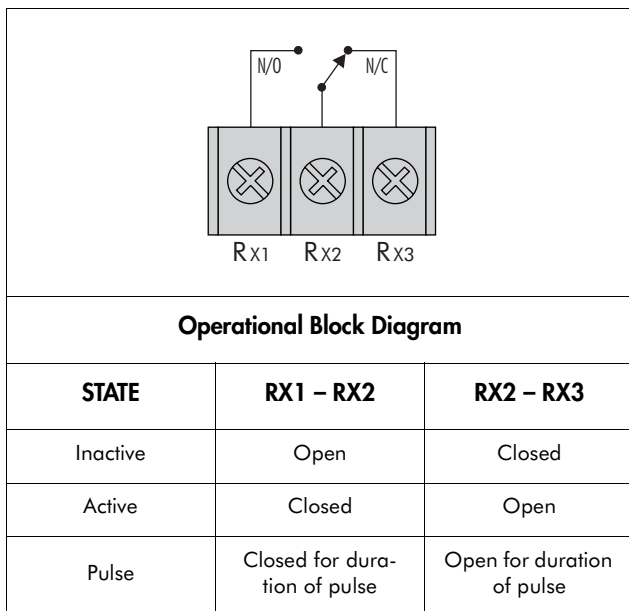 N/O N/C
RX1 RX2 RX3
Operational Block Diagram
STATE RX1 – RX2 RX2 – RX3
Inactive Open Closed
Active Closed Open
Pulse Closed for dura-
tion of pulse Open for duration
of pulse